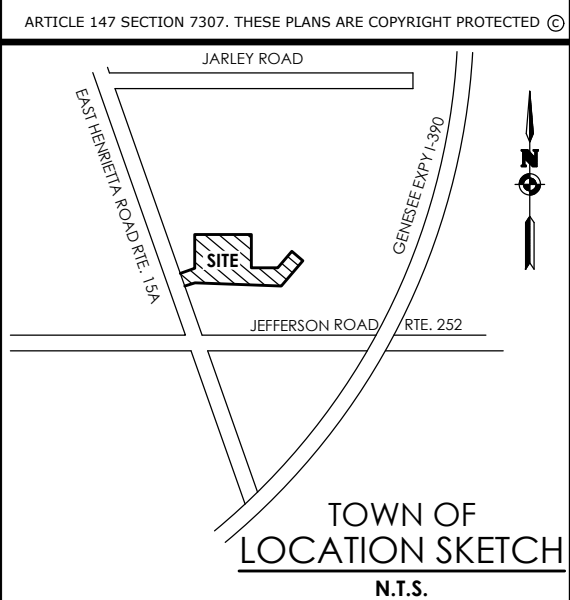 ARTICLE 147 SECTION 7307. THESE PLANS ARE COPYRIGHT PROTECTED ©
JARLEY ROAD
EAST HENRIETTA ROAD RTE. 15A
GENESEE EXPY I-390
N
SITE
JEFFERSON ROAD RTE. 252
TOWN OF
LOCATION SKETCH
N.T.S.